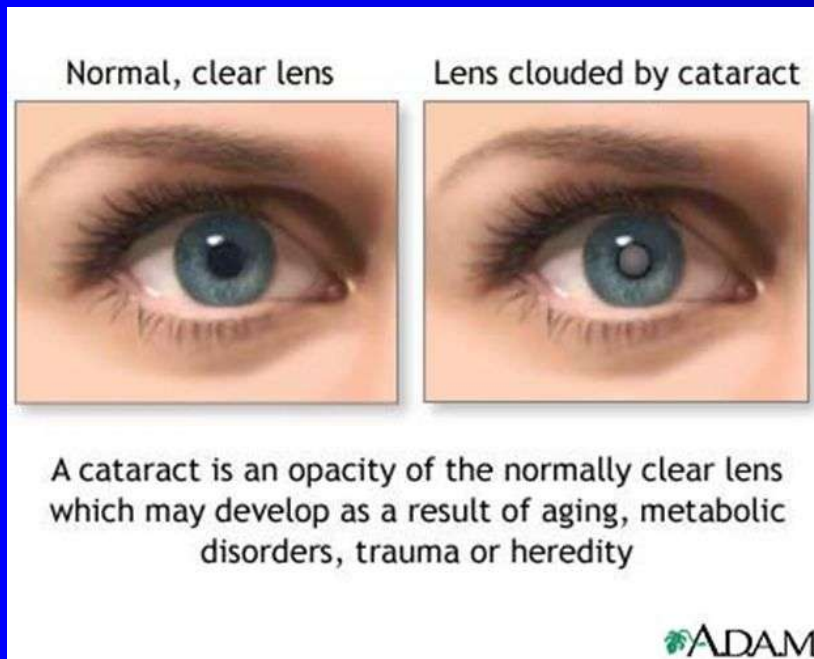 Normal, clear lens
Lens clouded by cataract
A cataract is an opacity of the normally clear lens
which may develop as a result of aging, metabolic
disorders, trauma or heredity
ADAM